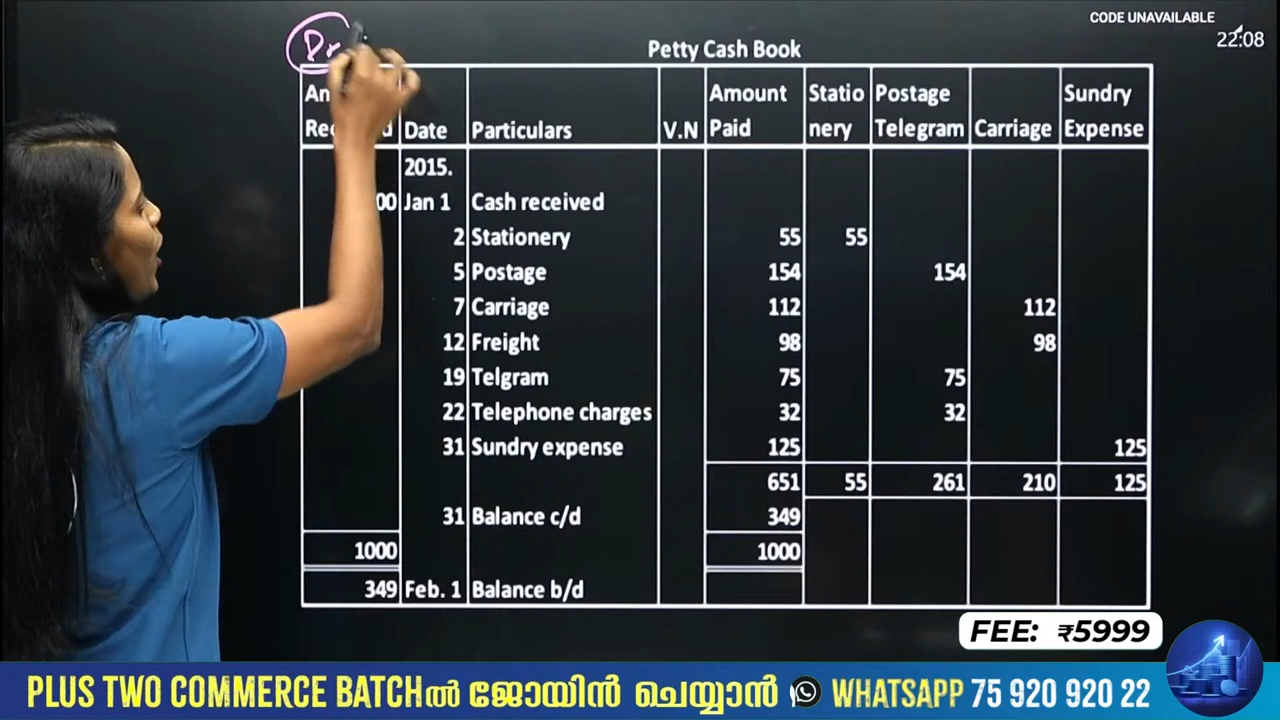 CODE UNAVAILABLE
22:08
Dr
Petty Cash Book
Date Particulars V.N Amount Paid Statio nery Postage Telegram Carriage Sundry Expense
2015.
00 Jan 1 Cash received
2 Stationery 55 55
5 Postage 154 154
7 Carriage 112 112
12 Freight 98 98
19 Telgram 75 75
22 Telephone charges 32 32
31 Sundry expense 125 125
651 55 261 210 125
31 Balance c/d 349
1000 1000
349 Feb. 1 Balance b/d
FEE: ₹5999
PLUS TWO COMMERCE BATCHൽ ജോയിൻ ചെയ്യാൻ WHATSAPP 75 920 920 22